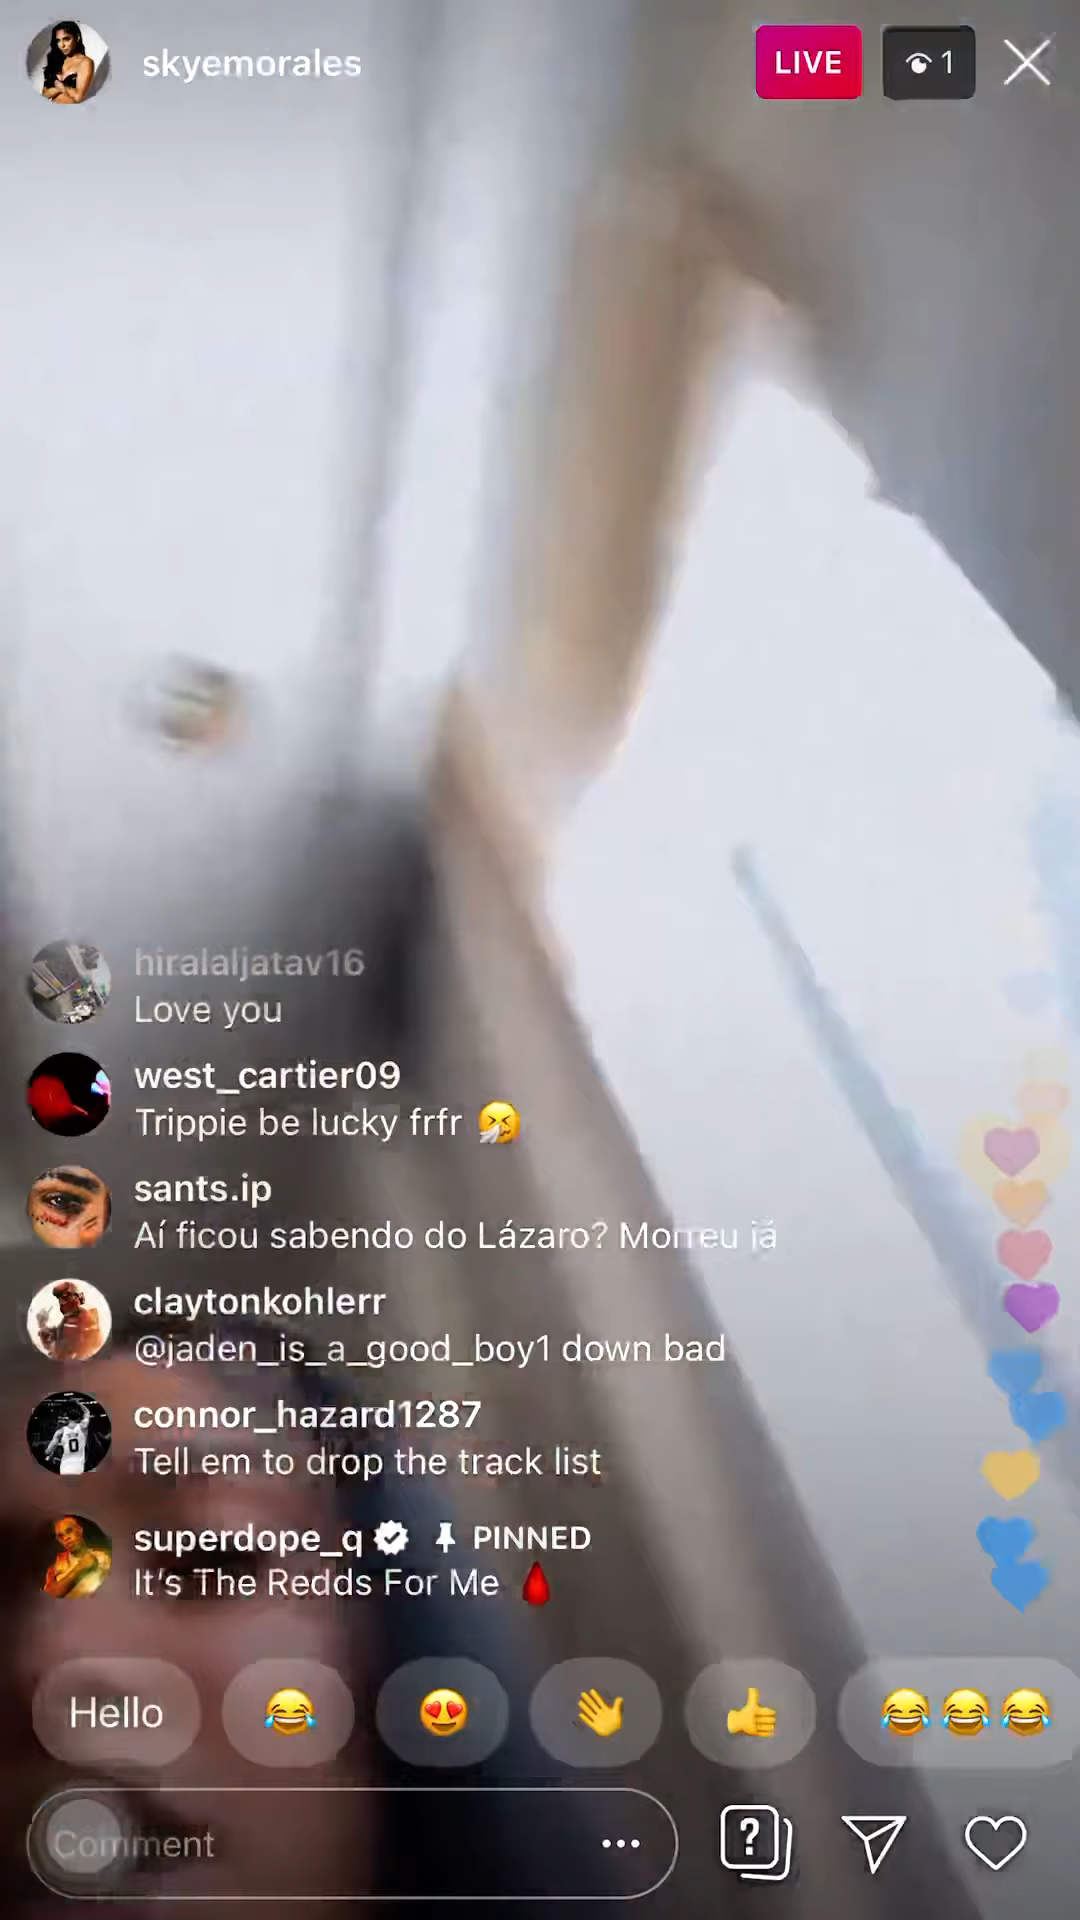 skyemorales
LIVE
1
hiralaljatav16
Love you
west_cartier09
Trippie be lucky frfr 🤧
sants.ip
Aí ficou sabendo do Lázaro? Morreu já
claytonkohlerr
@jaden_is_a_good_boy1 down bad
connor_hazard1287
Tell em to drop the track list
superdope_q PINNED
It's The Redds For Me 🩸
Hello 😂 😍 👋 👍 😂😂😂
Comment ...
?